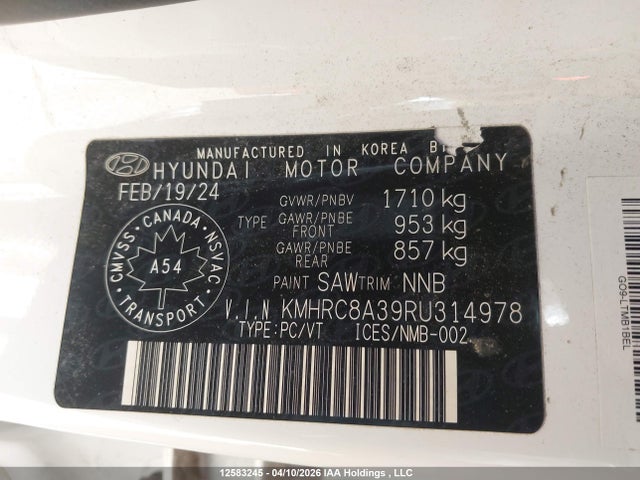 MANUFACTURED IN KOREA
HYUNDAI MOTOR COMPANY
FEB/19/24
GVWR/PNBV 1710 kg
TYPE GAWR/PNBE FRONT 953 kg
GAWR/PNBE REAR 857 kg
PAINT SAW TRIM NNB
CMVSS · CANADA · NSVAC
A54
TRANSPORT
V.I.N KMHRC8A39RU314978
TYPE:PC/VT ICES/NMB-002
GO9-LTMB1BEL
12583245 - 04/10/2026 IAA Holdings , LLC